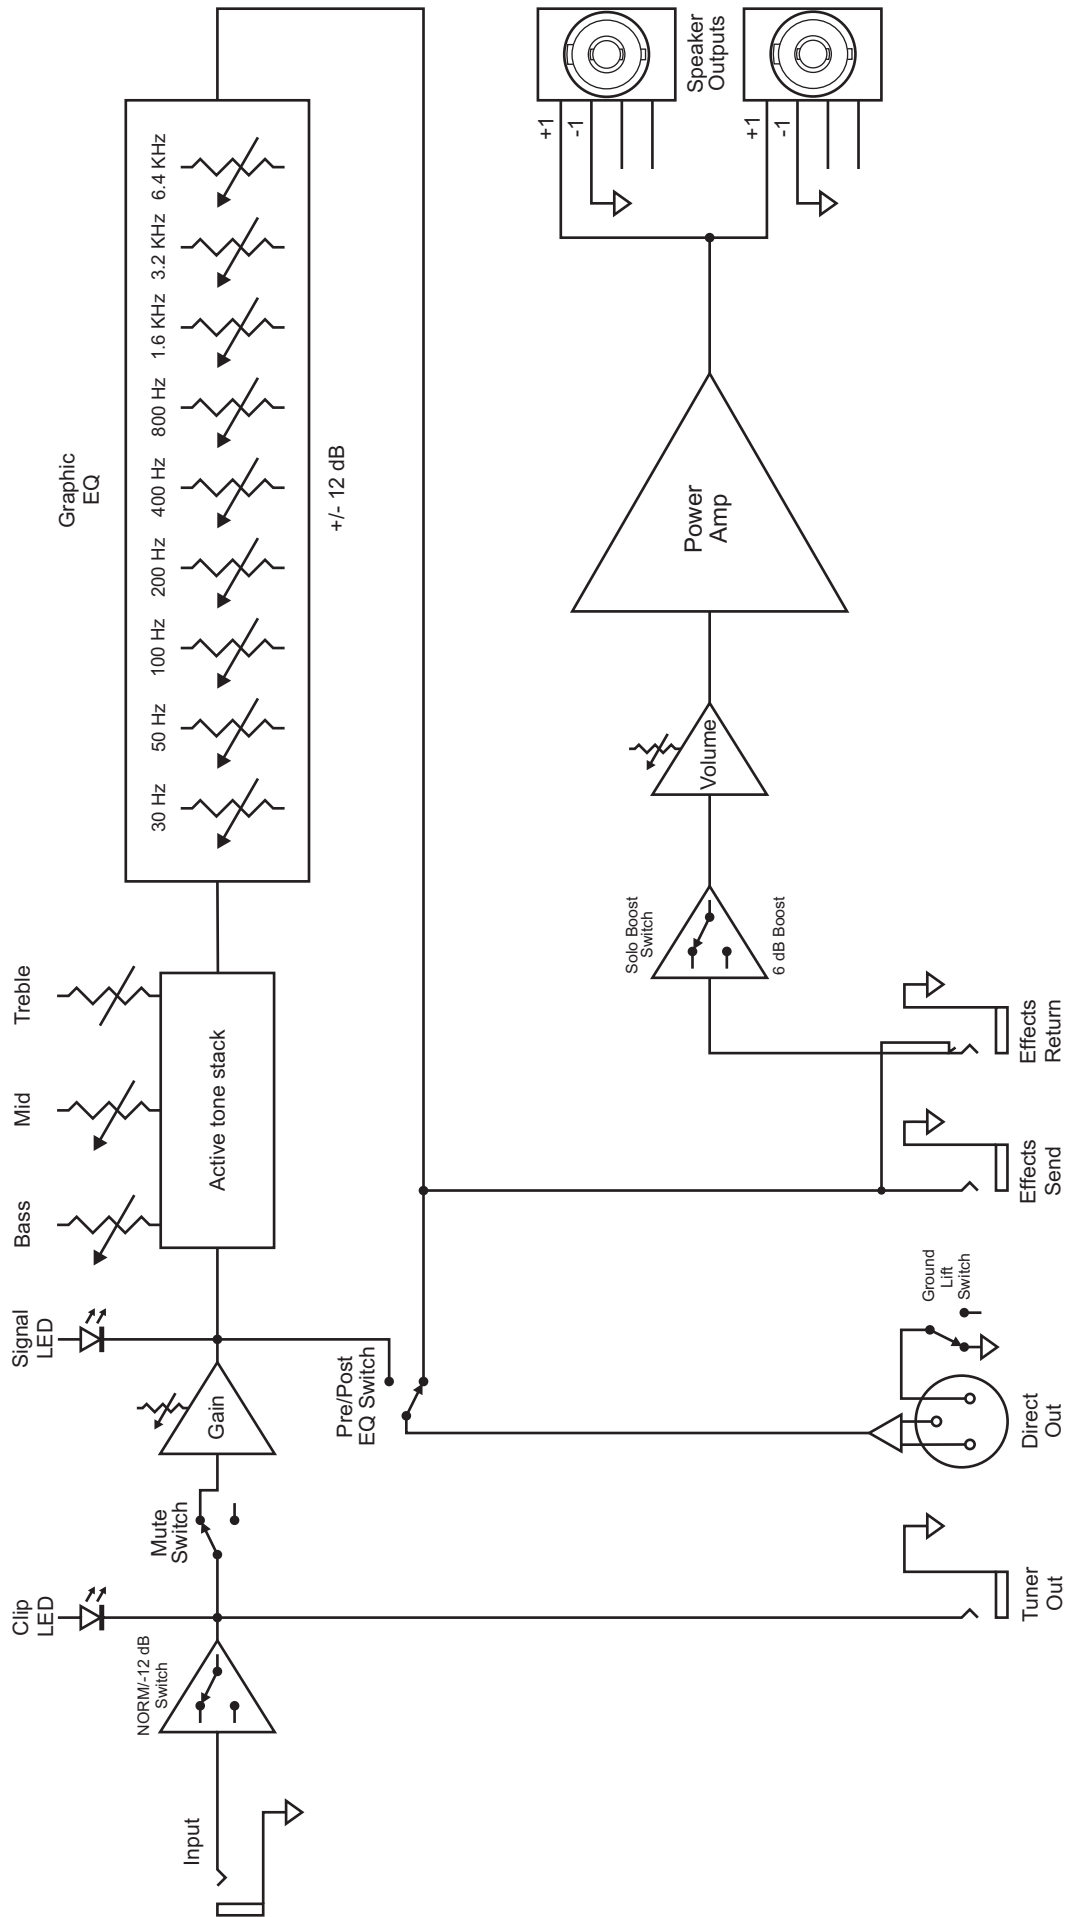 Input
NORM/-12 dB
Switch
Clip
LED
Mute
Switch
Gain
Signal
LED
Bass
Mid
Treble
Active tone stack
Graphic
EQ
30 Hz
50 Hz
100 Hz
200 Hz
400 Hz
800 Hz
1.6 KHz
3.2 KHz
6.4 KHz
+/- 12 dB
Pre/Post
EQ Switch
Tuner
Out
Direct
Out
Ground
Lift
Switch
Effects
Send
Effects
Return
Solo Boost
Switch
6 dB Boost
Volume
Power
Amp
+1
-1
Speaker
Outputs
+1
-1